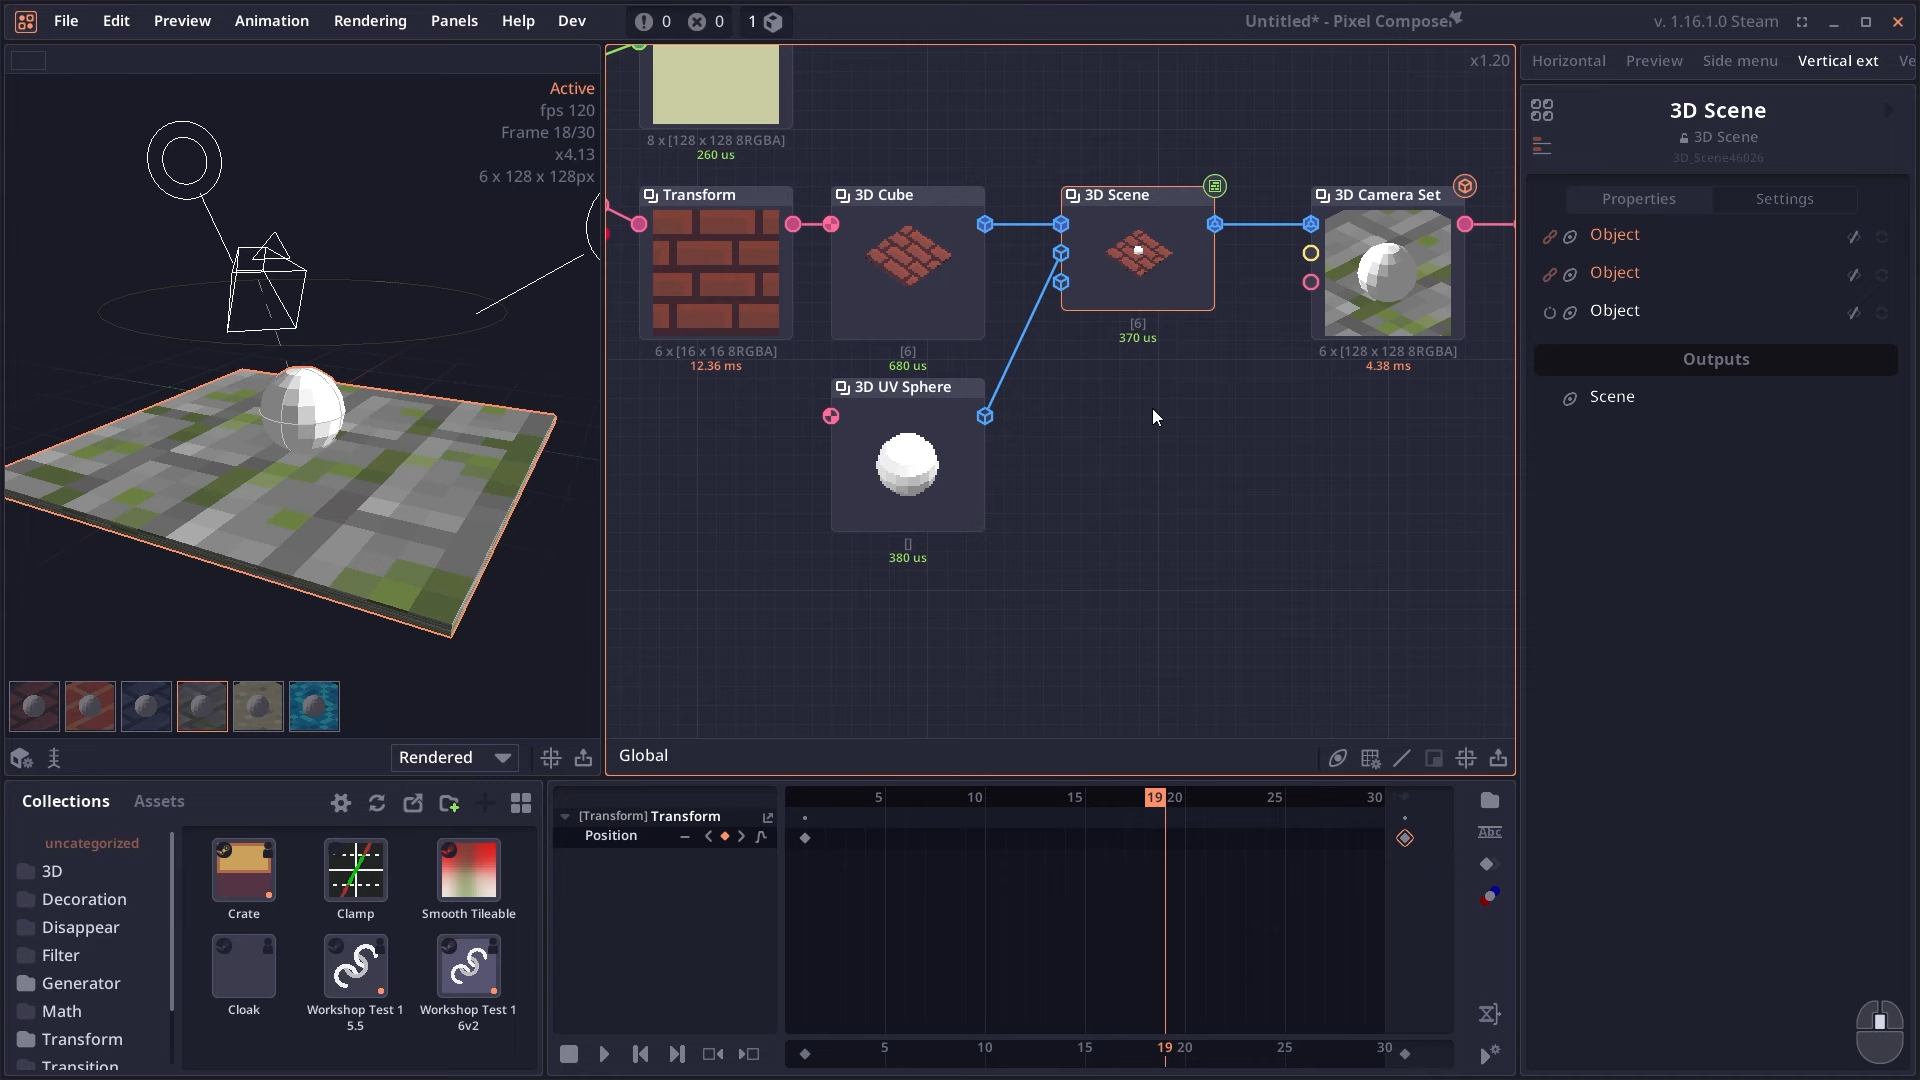 File Edit Preview Animation Rendering Panels Help Dev 0 0 1 Untitled* - Pixel Composer v. 1.16.1.0 Steam
Active
fps 120
Frame 18/30
x4.13
6 x 128 x 128px
Rendered
x1.20
8 x [128 x 128 8RGBA]
260 us
Transform
6 x [16 x 16 8RGBA]
12.36 ms
3D Cube
[6]
680 us
3D Scene
[6]
370 us
3D Camera Set
6 x [128 x 128 8RGBA]
4.38 ms
3D UV Sphere
[]
380 us
Global
Horizontal Preview Side menu Vertical ext Ve
3D Scene
3D Scene
3D_Scene46026
Properties Settings
Object
Object
Object
Outputs
Scene
Collections Assets
uncategorized
3D
Decoration
Disappear
Filter
Generator
Math
Transform
Transition
Crate
Clamp
Smooth Tileable
Cloak
Workshop Test 1
5.5
Workshop Test 1
6v2
[Transform] Transform
Position
5 10 15 19 20 25 30
5 10 15 19 20 25 30
Abc